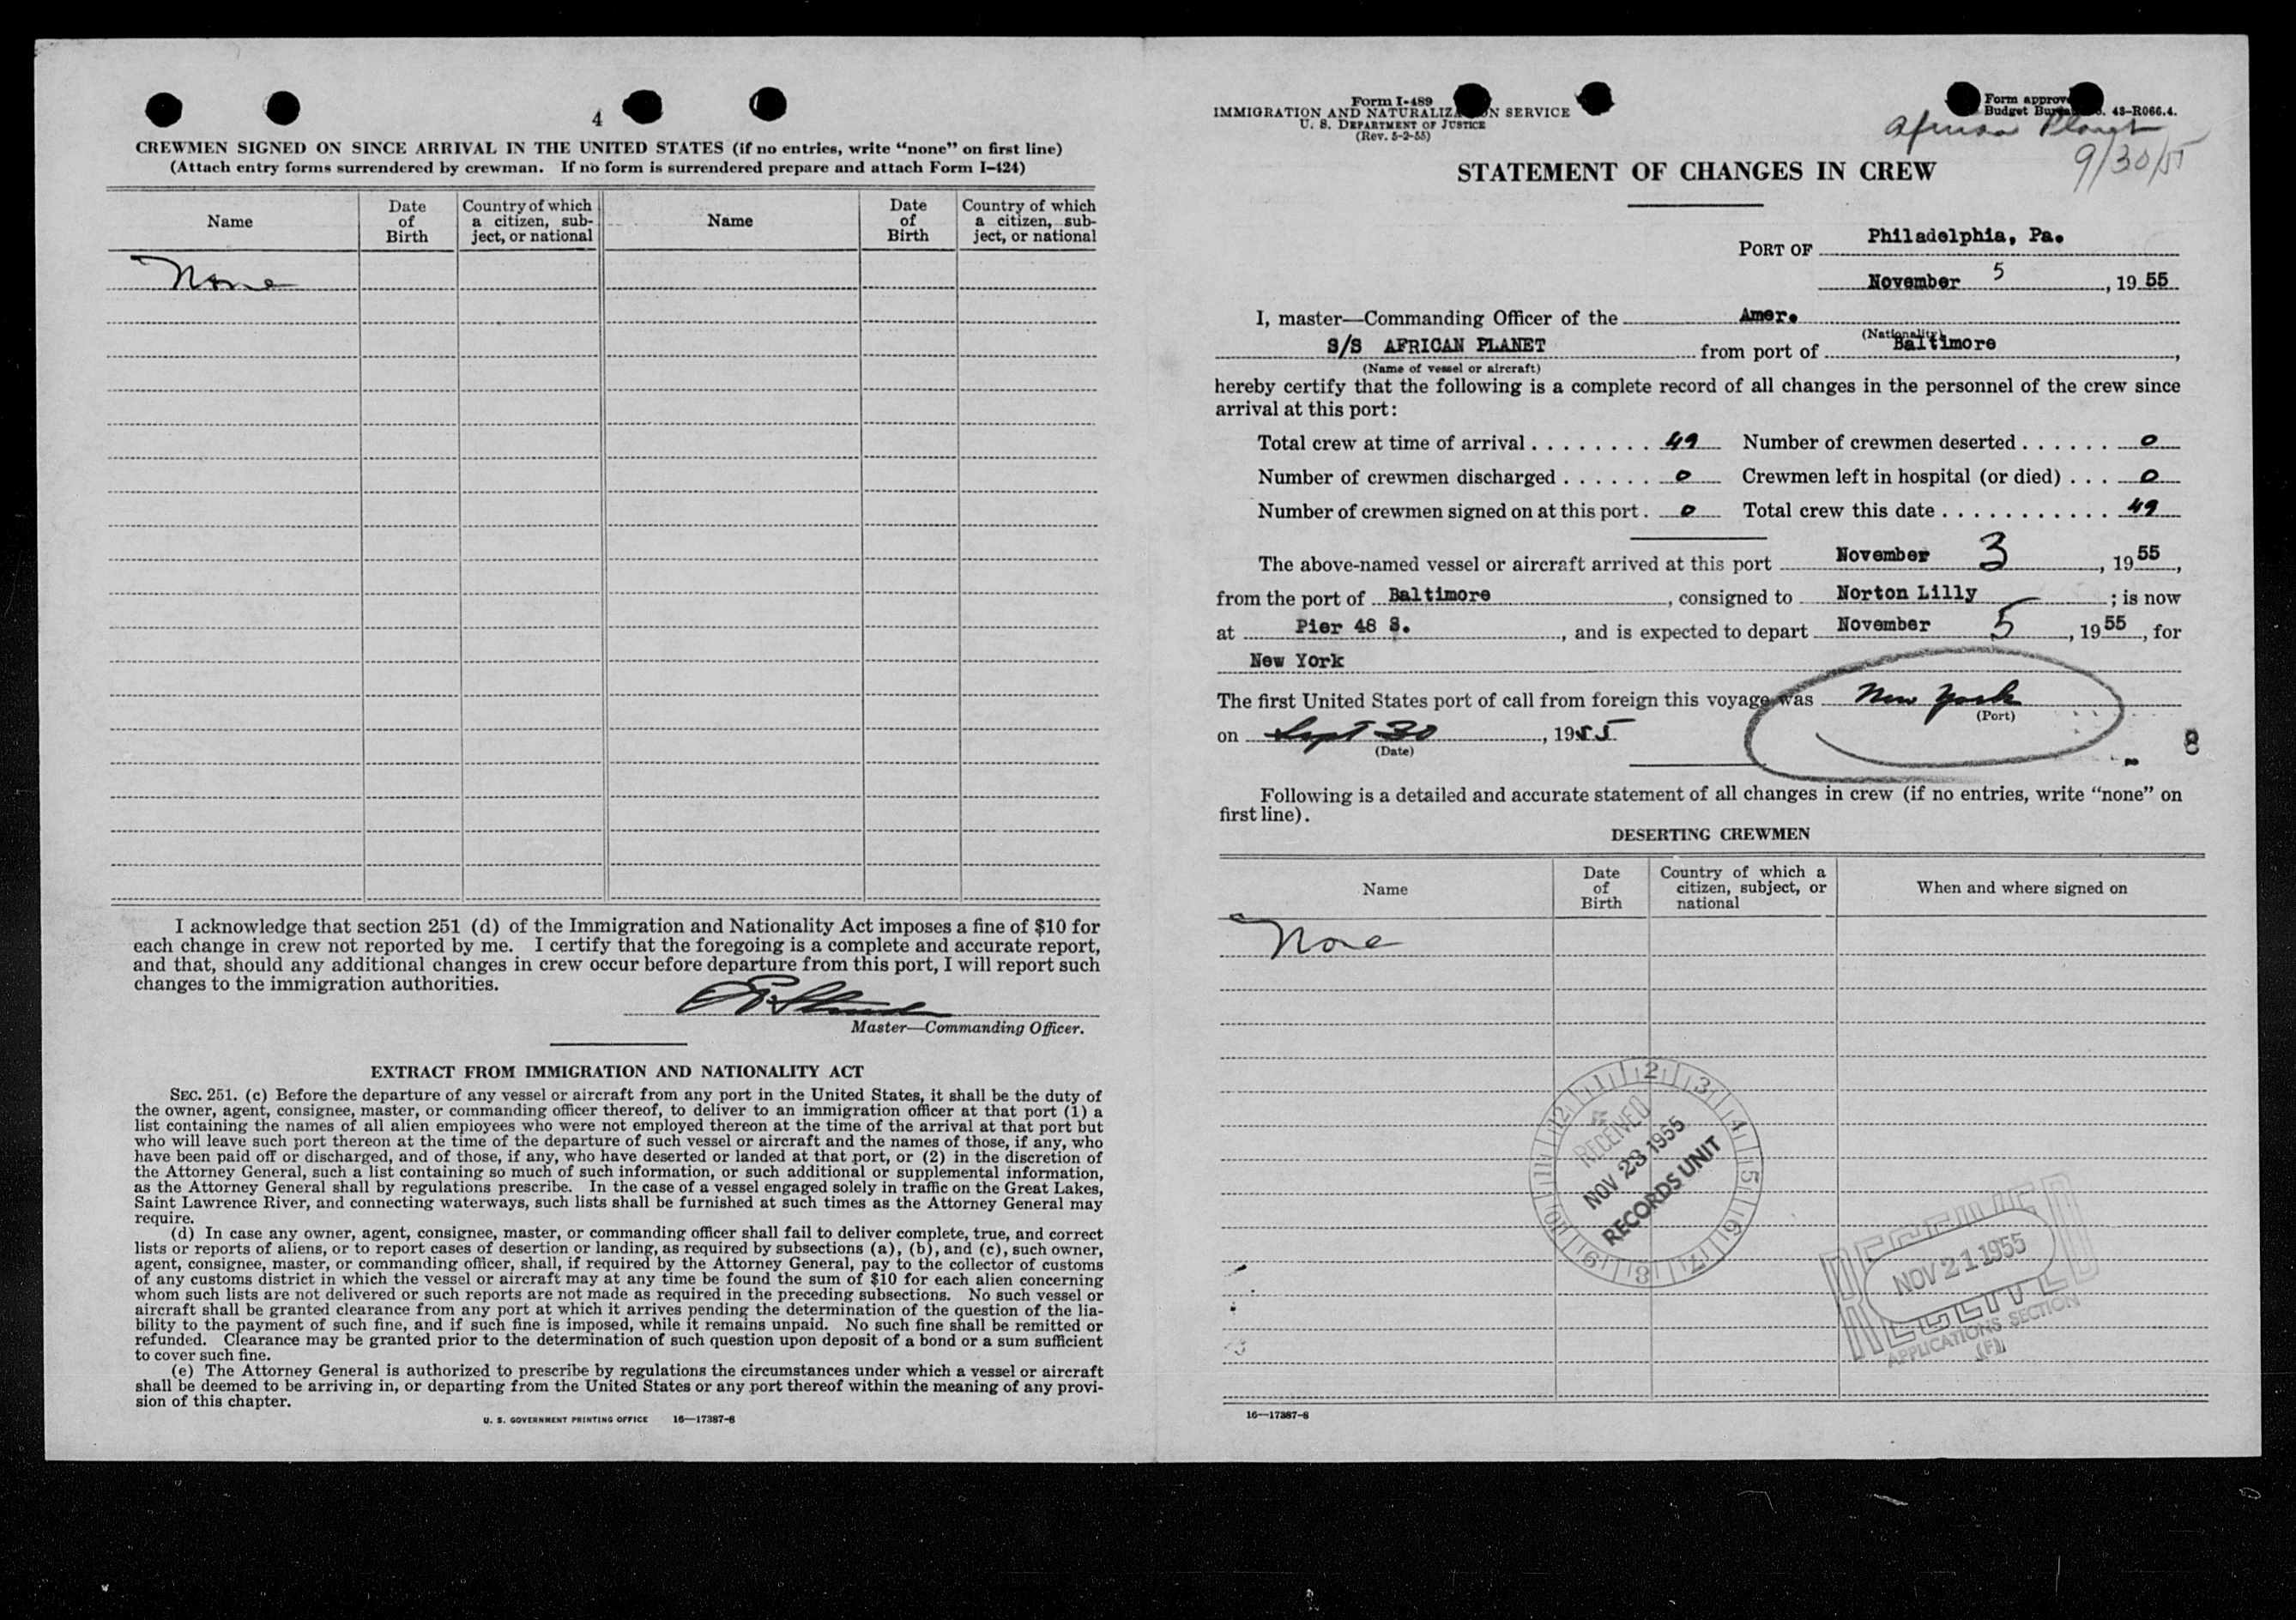 4
CREWMEN SIGNED ON SINCE ARRIVAL IN THE UNITED STATES (if no entries, write “none” on first line)
(Attach entry forms surrendered by crewman. If no form is surrendered prepare and attach Form I–424)
Name
Date of Birth
Country of which a citizen, subject, or national
Name
Date of Birth
Country of which a citizen, subject, or national
None
I acknowledge that section 251 (d) of the Immigration and Nationality Act imposes a fine of $10 for
each change in crew not reported by me. I certify that the foregoing is a complete and accurate report,
and that, should any additional changes in crew occur before departure from this port, I will report such
changes to the immigration authorities.
Master—Commanding Officer.
EXTRACT FROM IMMIGRATION AND NATIONALITY ACT
SEC. 251. (c) Before the departure of any vessel or aircraft from any port in the United States, it shall be the duty of
the owner, agent, consignee, master, or commanding officer thereof, to deliver to an immigration officer at that port (1) a
list containing the names of all alien employees who were not employed thereon at the time of the arrival at that port but
who will leave such port thereon at the time of the departure of such vessel or aircraft and the names of those, if any, who
have been paid off or discharged, and of those, if any, who have deserted or landed at that port, or (2) in the discretion of
the Attorney General, such a list containing so much of such information, or such additional or supplemental information,
as the Attorney General shall by regulations prescribe. In the case of a vessel engaged solely in traffic on the Great Lakes,
Saint Lawrence River, and connecting waterways, such lists shall be furnished at such times as the Attorney General may
require.
(d) In case any owner, agent, consignee, master, or commanding officer shall fail to deliver complete, true, and correct
lists or reports of aliens, or to report cases of desertion or landing, as required by subsections (a), (b), and (c), such owner,
agent, consignee, master, or commanding officer, shall, if required by the Attorney General, pay to the collector of customs
of any customs district in which the vessel or aircraft may at any time be found the sum of $10 for each alien concerning
whom such lists are not delivered or such reports are not made as required in the preceding subsections. No such vessel or
aircraft shall be granted clearance from any port at which it arrives pending the determination of the question of the lia-
bility to the payment of such fine, and if such fine is imposed, while it remains unpaid. No such fine shall be remitted or
refunded. Clearance may be granted prior to the determination of such question upon deposit of a bond or a sum sufficient
to cover such fine.
(e) The Attorney General is authorized to prescribe by regulations the circumstances under which a vessel or aircraft
shall be deemed to be arriving in, or departing from the United States or any port thereof within the meaning of any provi-
sion of this chapter.
U. S. GOVERNMENT PRINTING OFFICE 16—17387-8
Form I-489
IMMIGRATION AND NATURALIZATION SERVICE
U. S. DEPARTMENT OF JUSTICE
(Rev. 5-2-55)
Form approv
Budget Bureau . 43-R066.4.
African Planet
9/30/55
STATEMENT OF CHANGES IN CREW
PORT OF Philadelphia, Pa.
November 5, 19 55
I, master—Commanding Officer of the Amer.
(Nationality)
S/S AFRICAN PLANET from port of Baltimore,
(Name of vessel or aircraft)
hereby certify that the following is a complete record of all changes in the personnel of the crew since
arrival at this port:
Total crew at time of arrival . . . . . . . . 49 Number of crewmen deserted . . . . . . 0
Number of crewmen discharged . . . . . . 0 Crewmen left in hospital (or died) . . . 0
Number of crewmen signed on at this port . 0 Total crew this date . . . . . . . . . . . 49
The above-named vessel or aircraft arrived at this port November 3, 19 55,
from the port of Baltimore, consigned to Norton Lilly; is now
at Pier 48 S., and is expected to depart November 5, 19 55, for
New York
The first United States port of call from foreign this voyage was New York
(Port)
on Sept 30, 1955
(Date)
8
Following is a detailed and accurate statement of all changes in crew (if no entries, write “none” on
first line).
DESERTING CREWMEN
Name
Date of Birth
Country of which a citizen, subject, or national
When and where signed on
None
12 1 2 3 4 5 6 7 8 9 10 11
RECEIVED
NOV 23 1955
RECORDS UNIT
RECEIVED
NOV 21 1955
RECEIVED
APPLICATIONS SECTION
(F)
16—17387-8